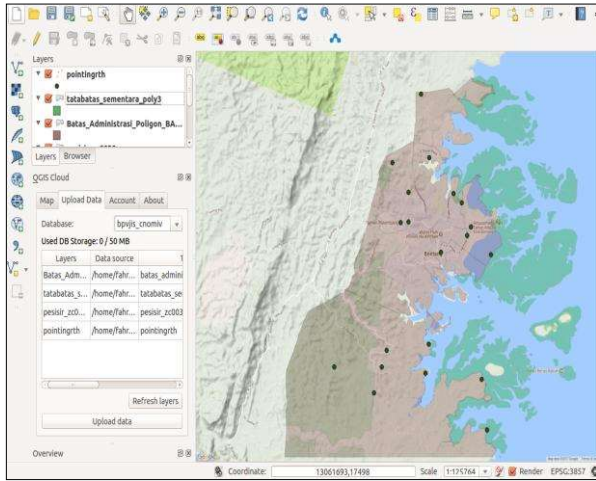 Layers
pointingrth
tatabatas_sementara_poly3
Batas_Administrasi_Poligon_BA...
Layers Browser
QGIS Cloud
Map Upload Data Account About
Database: bpvjis_cnomiv
Used DB Storage: 0 / 50 MB
Layers Data source T
Batas_Adm... /home/fahr... batas_admini
tatabatas_s... /home/fahr... tatabatas_se
pesisir_zc0... /home/fahr... pesisir_zc003
pointingrth /home/fahr... pointingrth
Refresh layers
Upload data
Overview
Coordinate: 13061693,17498 Scale 1:125764 Render EPSG:3857